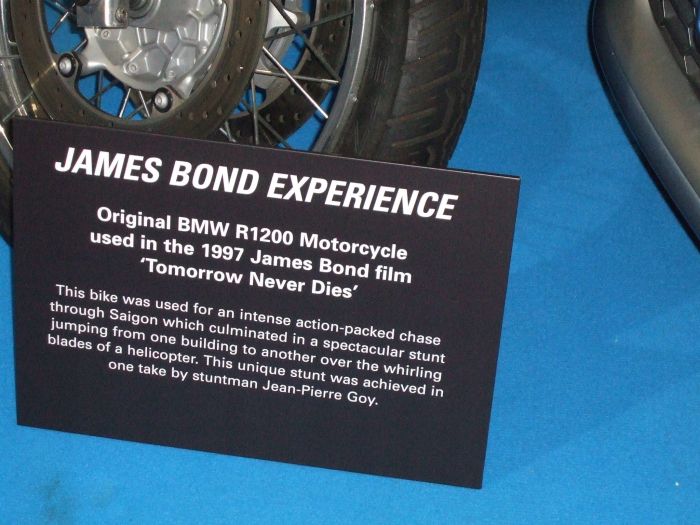 JAMES BOND EXPERIENCE
Original BMW R1200 Motorcycle
used in the 1997 James Bond film
‘Tomorrow Never Dies’
This bike was used for an intense action-packed chase
through Saigon which culminated in a spectacular stunt
jumping from one building to another over the whirling
blades of a helicopter. This unique stunt was achieved in
one take by stuntman Jean-Pierre Goy.